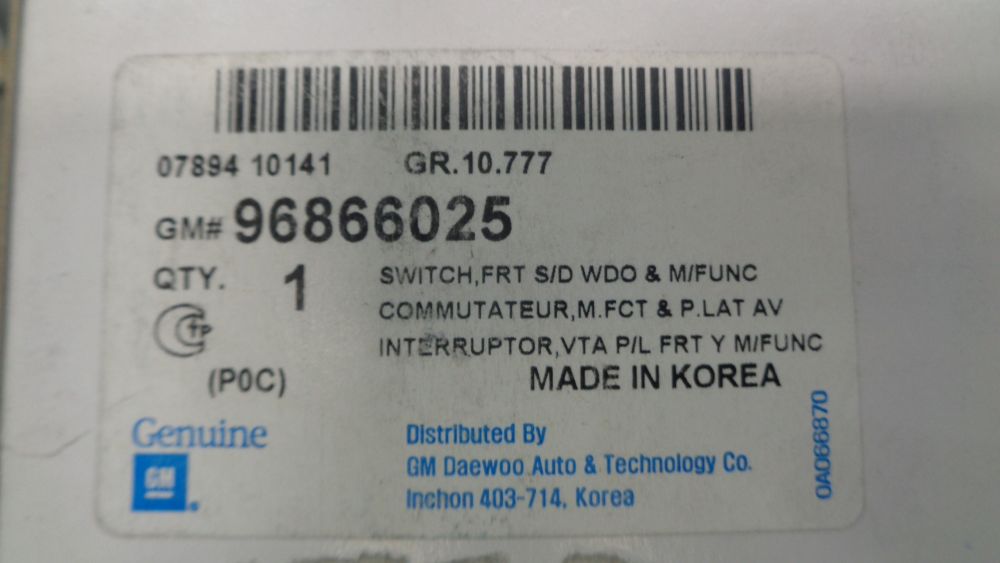 07894 10141 GR.10.777
GM# 96866025
QTY. 1
SWITCH,FRT S/D WDO & M/FUNC
COMMUTATEUR,M.FCT & P.LAT AV
INTERRUPTOR,VTA P/L FRT Y M/FUNC
(P0C)
MADE IN KOREA
Genuine
GM
Distributed By
GM Daewoo Auto & Technology Co.
Inchon 403-714, Korea
0A066870